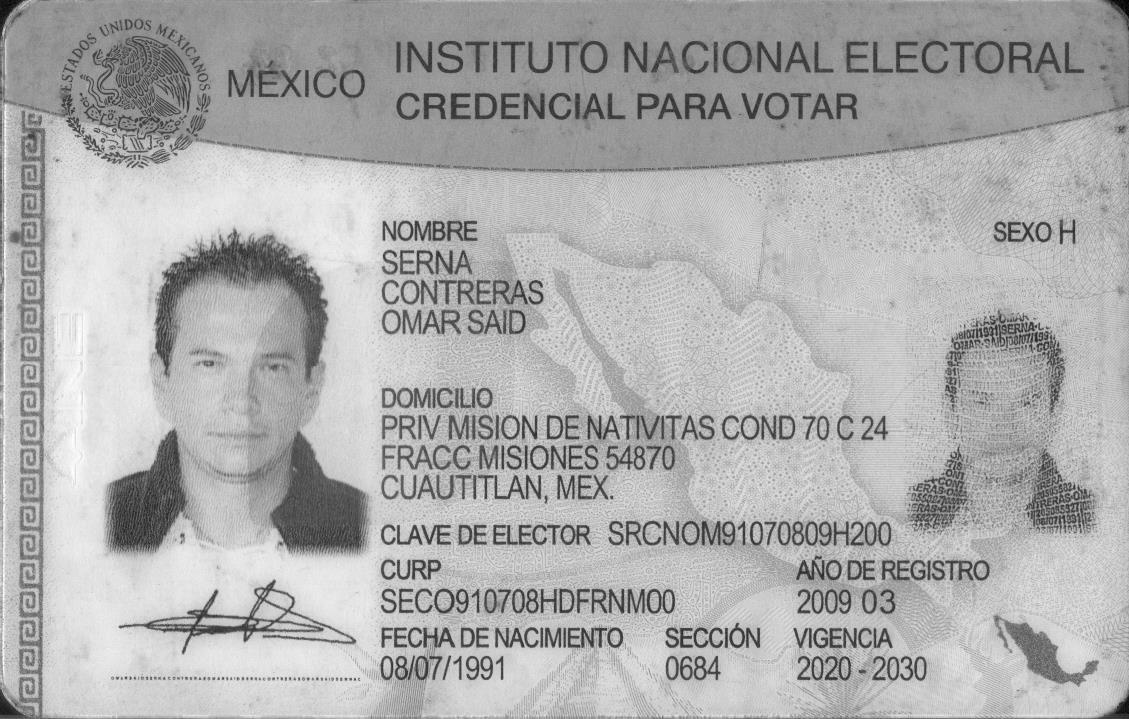 ESTADOS UNIDOS MEXICANOS
MÉXICO
INSTITUTO NACIONAL ELECTORAL
CREDENCIAL PARA VOTAR
NOMBRE
SERNA
CONTRERAS
OMAR SAID
SEXO H
DOMICILIO
PRIV MISION DE NATIVITAS COND 70 C 24
FRACC MISIONES 54870
CUAUTITLAN, MEX.
CLAVE DE ELECTOR SRCNOM91070809H200
CURP
SECO910708HDFRNM00
AÑO DE REGISTRO
2009 03
FECHA DE NACIMIENTO
08/07/1991
SECCIÓN
0684
VIGENCIA
2020 - 2030
INE